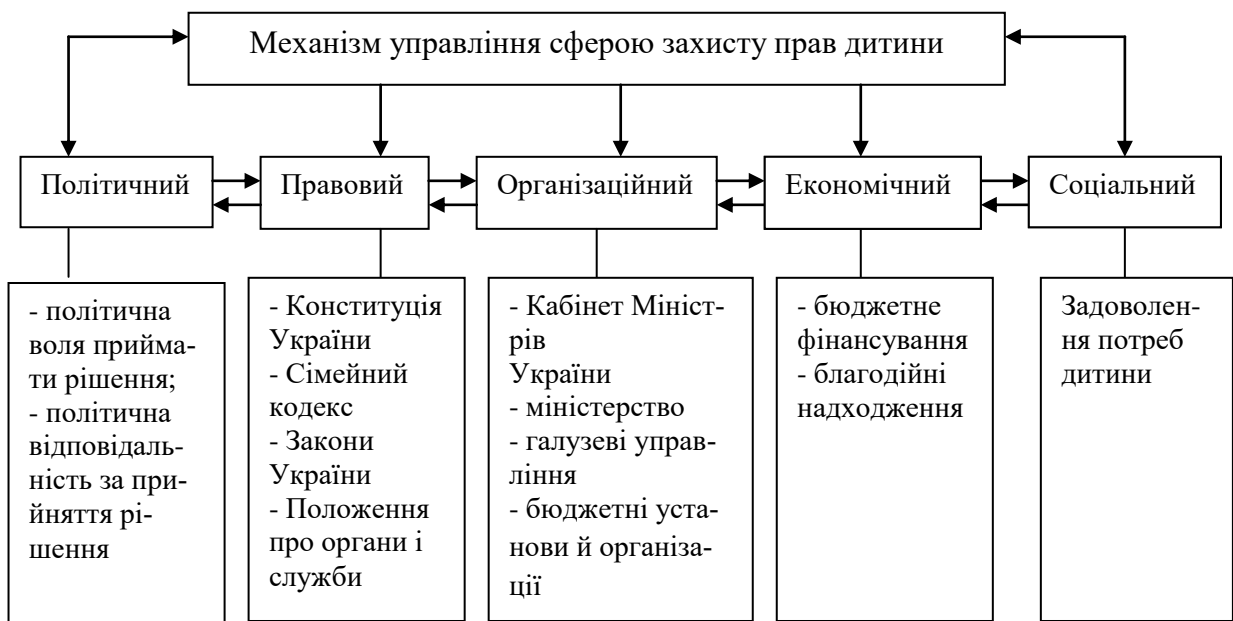 Механізм управління сферою захисту прав дитини
Політичний
Правовий
Організаційний
Економічний
Соціальний
- політична
воля прийма-
ти рішення;
- політична
відповідаль-
ність за при-
йняття рі-
шення
- Конституція
України
- Сімейний
кодекс
- Закони
України
- Положення
про органи і
служби
- Кабінет Мініст-
рів
України
- міністерство
- галузеві управ-
ління
- бюджетні уста-
нови й організа-
ції
- бюджетне
фінансування
- благодійні
надходження
Задоволен-
ня потреб
дитини